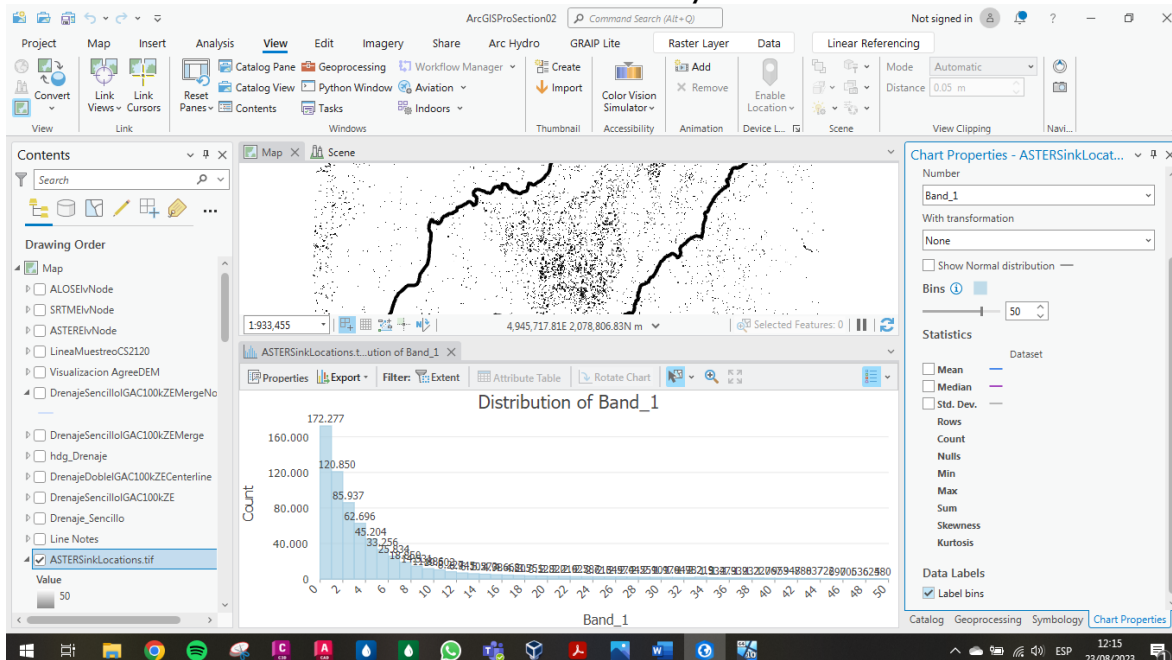 ArcGISProSection02
Command Search (Alt+Q)
Not signed in
?
Project Map Insert Analysis View Edit Imagery Share Arc Hydro GRAIP Lite Raster Layer Data Linear Referencing
Convert
Link Views
Link Cursors
Reset Panes
Catalog Pane
Geoprocessing
Workflow Manager
Catalog View
Python Window
Aviation
Contents
Tasks
Indoors
Create
Import
Color Vision Simulator
Add
Remove
Enable Location
Mode Automatic
Distance 0.05 m
View Link Windows Thumbnail Accessibility Animation Device L... Scene View Clipping Navi...
Contents
Search
Drawing Order
Map
ALOSElvNode
SRTMElvNode
ASTERElvNode
LineaMuestreoCS2120
Visualizacion AgreeDEM
DrenajeSencilloIGAC100kZEMergeNo
DrenajeSencilloIGAC100kZEMerge
hdg_Drenaje
DrenajeDobleIGAC100kZECenterline
DrenajeSencilloIGAC100kZE
Drenaje_Sencillo
Line Notes
ASTERSinkLocations.tif
Value
50
Map
Scene
1:933,455
4,945,717.81E 2,078,806.83N m
Selected Features: 0
ASTERSinkLocations.t...ution of Band_1
Properties Export Filter: Extent Attribute Table Rotate Chart
Distribution of Band_1
172.277
160.000
120.850
120.000
85.937
80.000
62.696
45.204
40.000
33.256
25.834
0
Count
0 2 4 6 8 10 12 14 16 18 20 22 24 26 28 30 32 34 36 38 40 42 44 46 48 50
Band_1
Chart Properties - ASTERSinkLocat...
Number
Band_1
With transformation
None
Show Normal distribution
Bins
50
Statistics
Dataset
Mean
Median
Std. Dev.
Rows
Count
Nulls
Min
Max
Sum
Skewness
Kurtosis
Data Labels
Label bins
Catalog Geoprocessing Symbology Chart Properties
ESP
12:15
23/08/2023